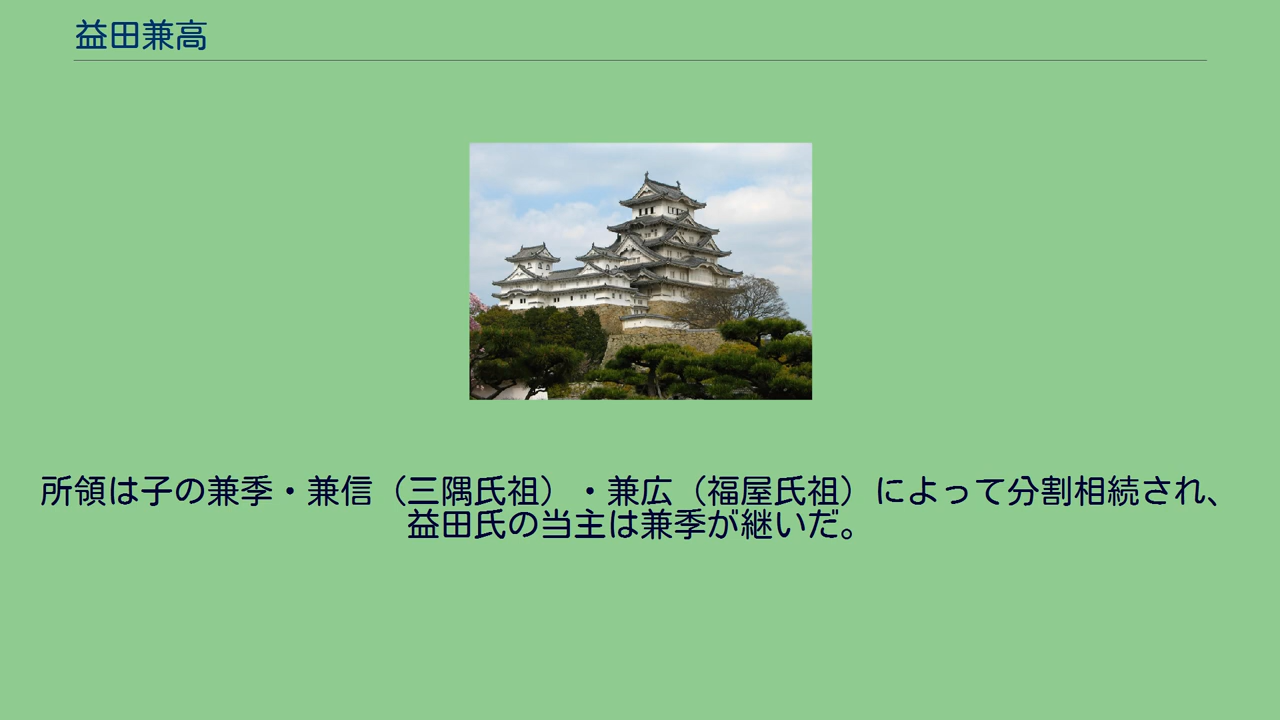 益田兼高
所領は子の兼季・兼信（三隅氏祖）・兼広（福屋氏祖）によって分割相続され、
益田氏の当主は兼季が継いだ。